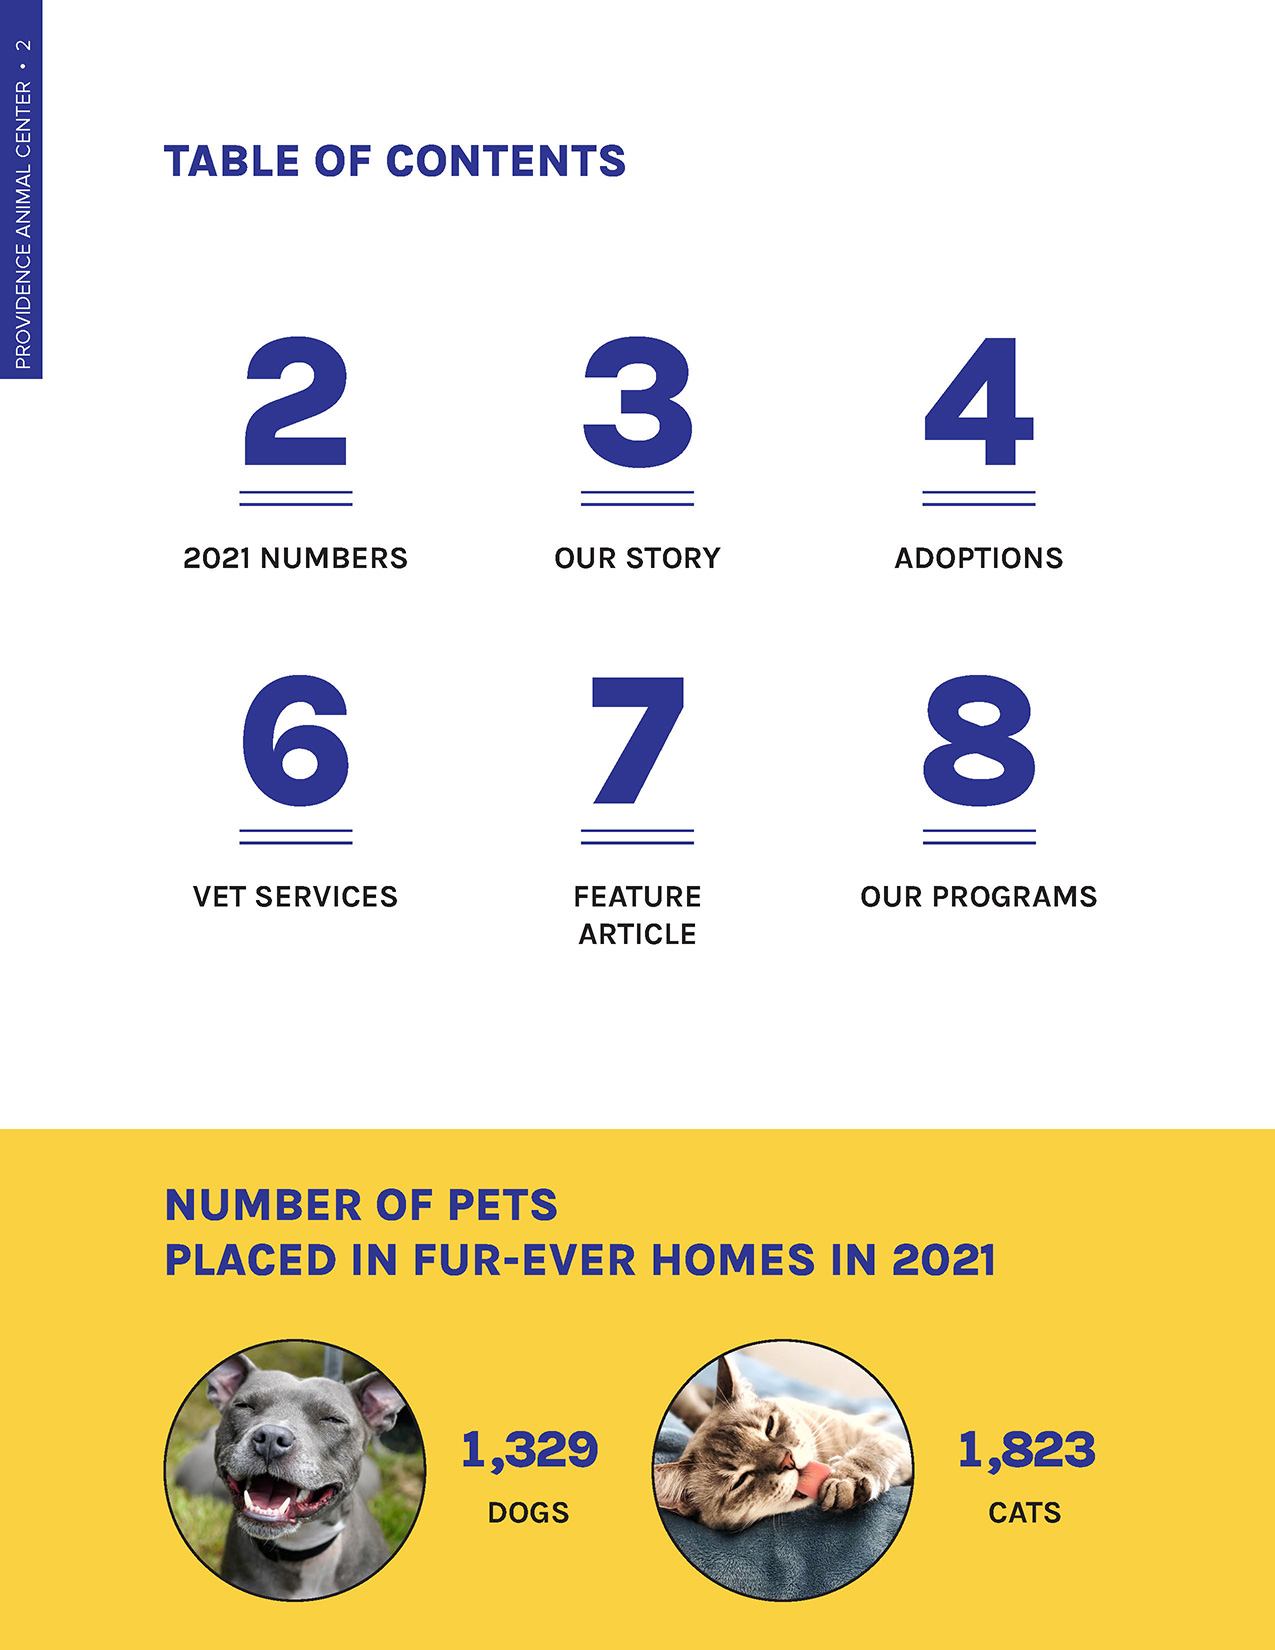 PROVIDENCE ANIMAL CENTER • 2
TABLE OF CONTENTS
2
2021 NUMBERS
3
OUR STORY
4
ADOPTIONS
6
VET SERVICES
7
FEATURE
ARTICLE
8
OUR PROGRAMS
NUMBER OF PETS
PLACED IN FUR-EVER HOMES IN 2021
1,329
DOGS
1,823
CATS